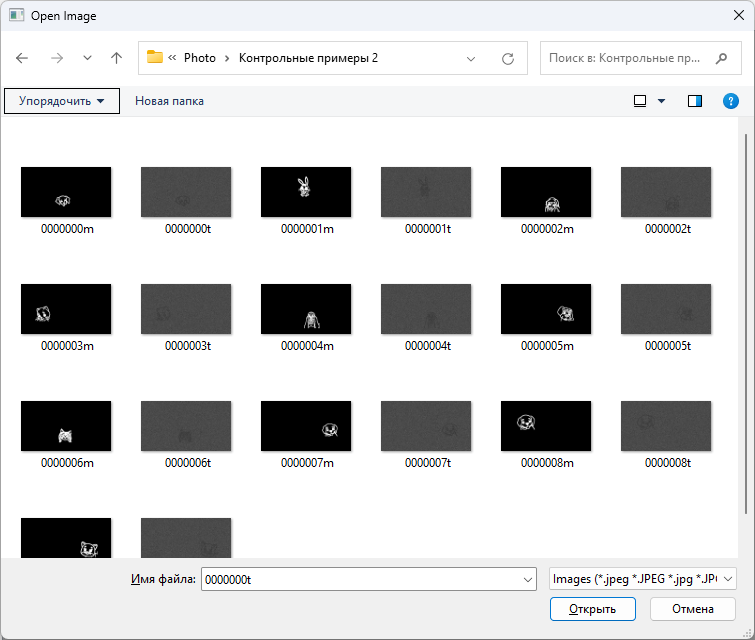 Open Image
« Photo › Контрольные примеры 2
Поиск в: Контрольные пр...
Упорядочить
Новая папка
?
0000000m 0000000t 0000001m 0000001t 0000002m 0000002t
0000003m 0000003t 0000004m 0000004t 0000005m 0000005t
0000006m 0000006t 0000007m 0000007t 0000008m 0000008t
Имя файла: 0000000t
Images (*.jpeg *.JPEG *.jpg *.JP
Открыть Отмена